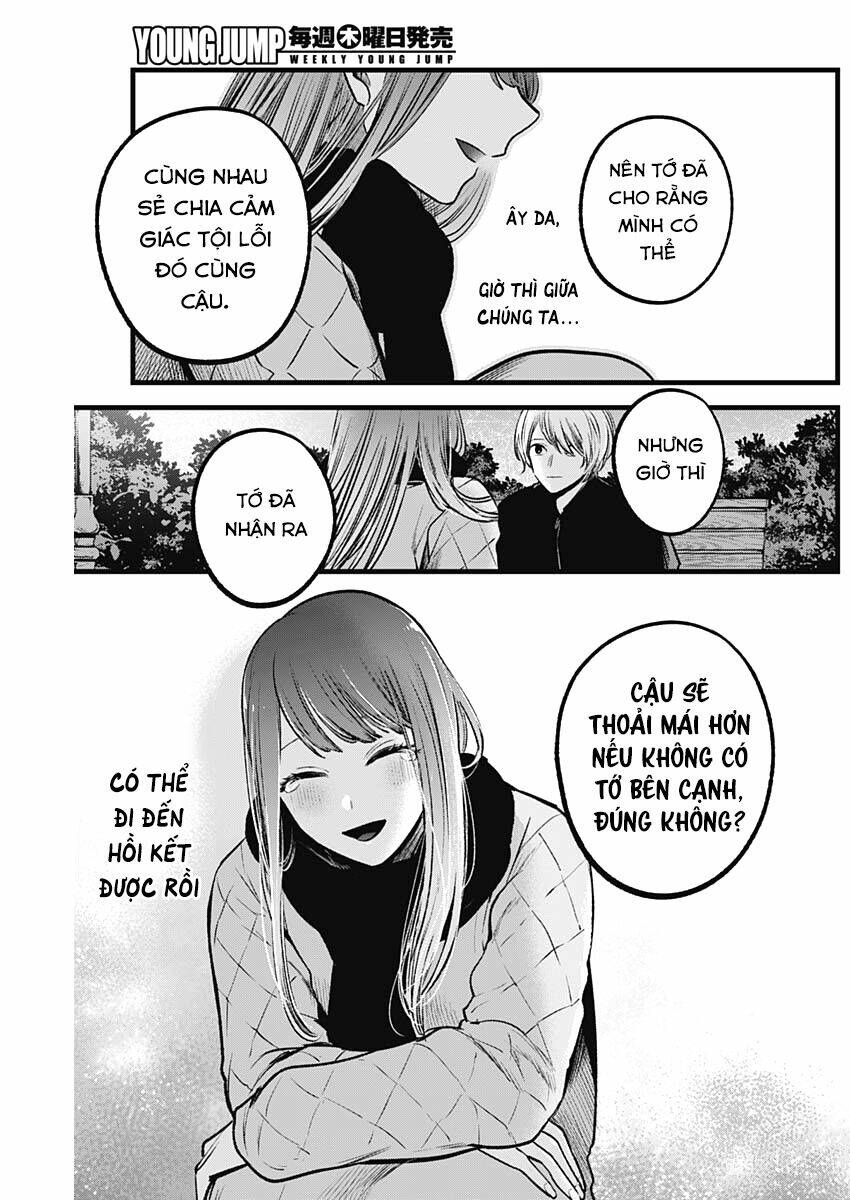 YOUNG JUMP 毎週木曜日発売
WEEKLY YOUNG JUMP
NÊN TỚ ĐÃ
CHO RẰNG
MÌNH CÓ
THỂ
ÂY DA,
GIỜ THÌ GIỮA
CHÚNG TA...
CÙNG NHAU
SẺ CHIA CẢM
GIÁC TỘI LỖI
ĐÓ CÙNG
CẬU.
NHƯNG
GIỜ THÌ
TỚ ĐÃ
NHẬN RA
CẬU SẼ
THOẢI MÁI HƠN
NẾU KHÔNG CÓ
TỚ BÊN CẠNH,
ĐÚNG KHÔNG?
CÓ THỂ
ĐI ĐẾN
HỒI KẾT
ĐƯỢC RỒI